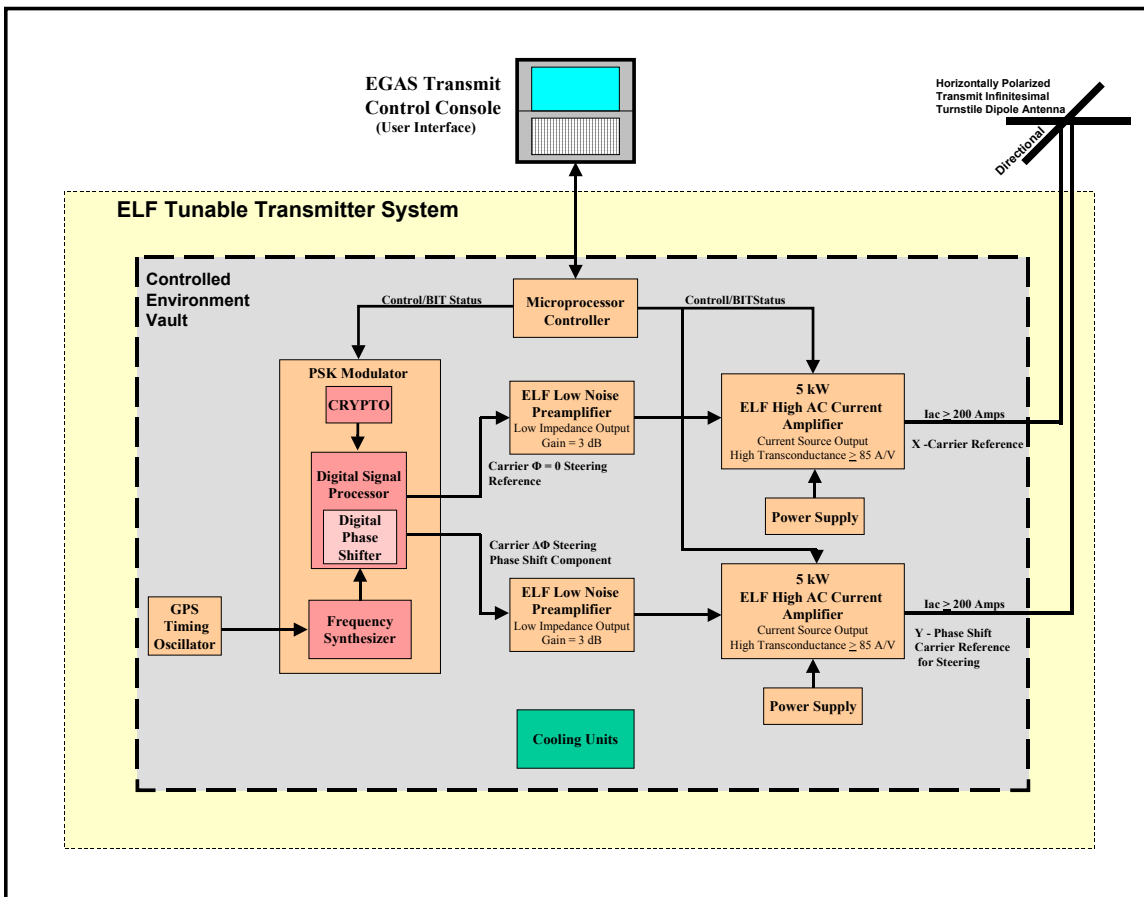 EGAS Transmit
Control Console
(User Interface)
Horizontally Polarized
Transmit Infinitesimal
Turnstile Dipole Antenna
Directional
ELF Tunable Transmitter System
Controlled
Environment
Vault
Control/BIT Status
Microprocessor
Controller
Controll/BITStatus
PSK Modulator
CRYPTO
Digital Signal
Processor
Digital
Phase
Shifter
Frequency
Synthesizer
GPS
Timing
Oscillator
ELF Low Noise
Preamplifier
Low Impedance Output
Gain = 3 dB
Carrier Φ = 0 Steering
Reference
Carrier ΔΦ Steering
Phase Shift Component
ELF Low Noise
Preamplifier
Low Impedance Output
Gain = 3 dB
5 kW
ELF High AC Current
Amplifier
Current Source Output
High Transconductance ≥ 85 A/V
Power Supply
Iac ≥ 200 Amps
X -Carrier Reference
5 kW
ELF High AC Current
Amplifier
Current Source Output
High Transconductance ≥ 85 A/V
Power Supply
Iac ≥ 200 Amps
Y - Phase Shift
Carrier Reference
for Steering
Cooling Units